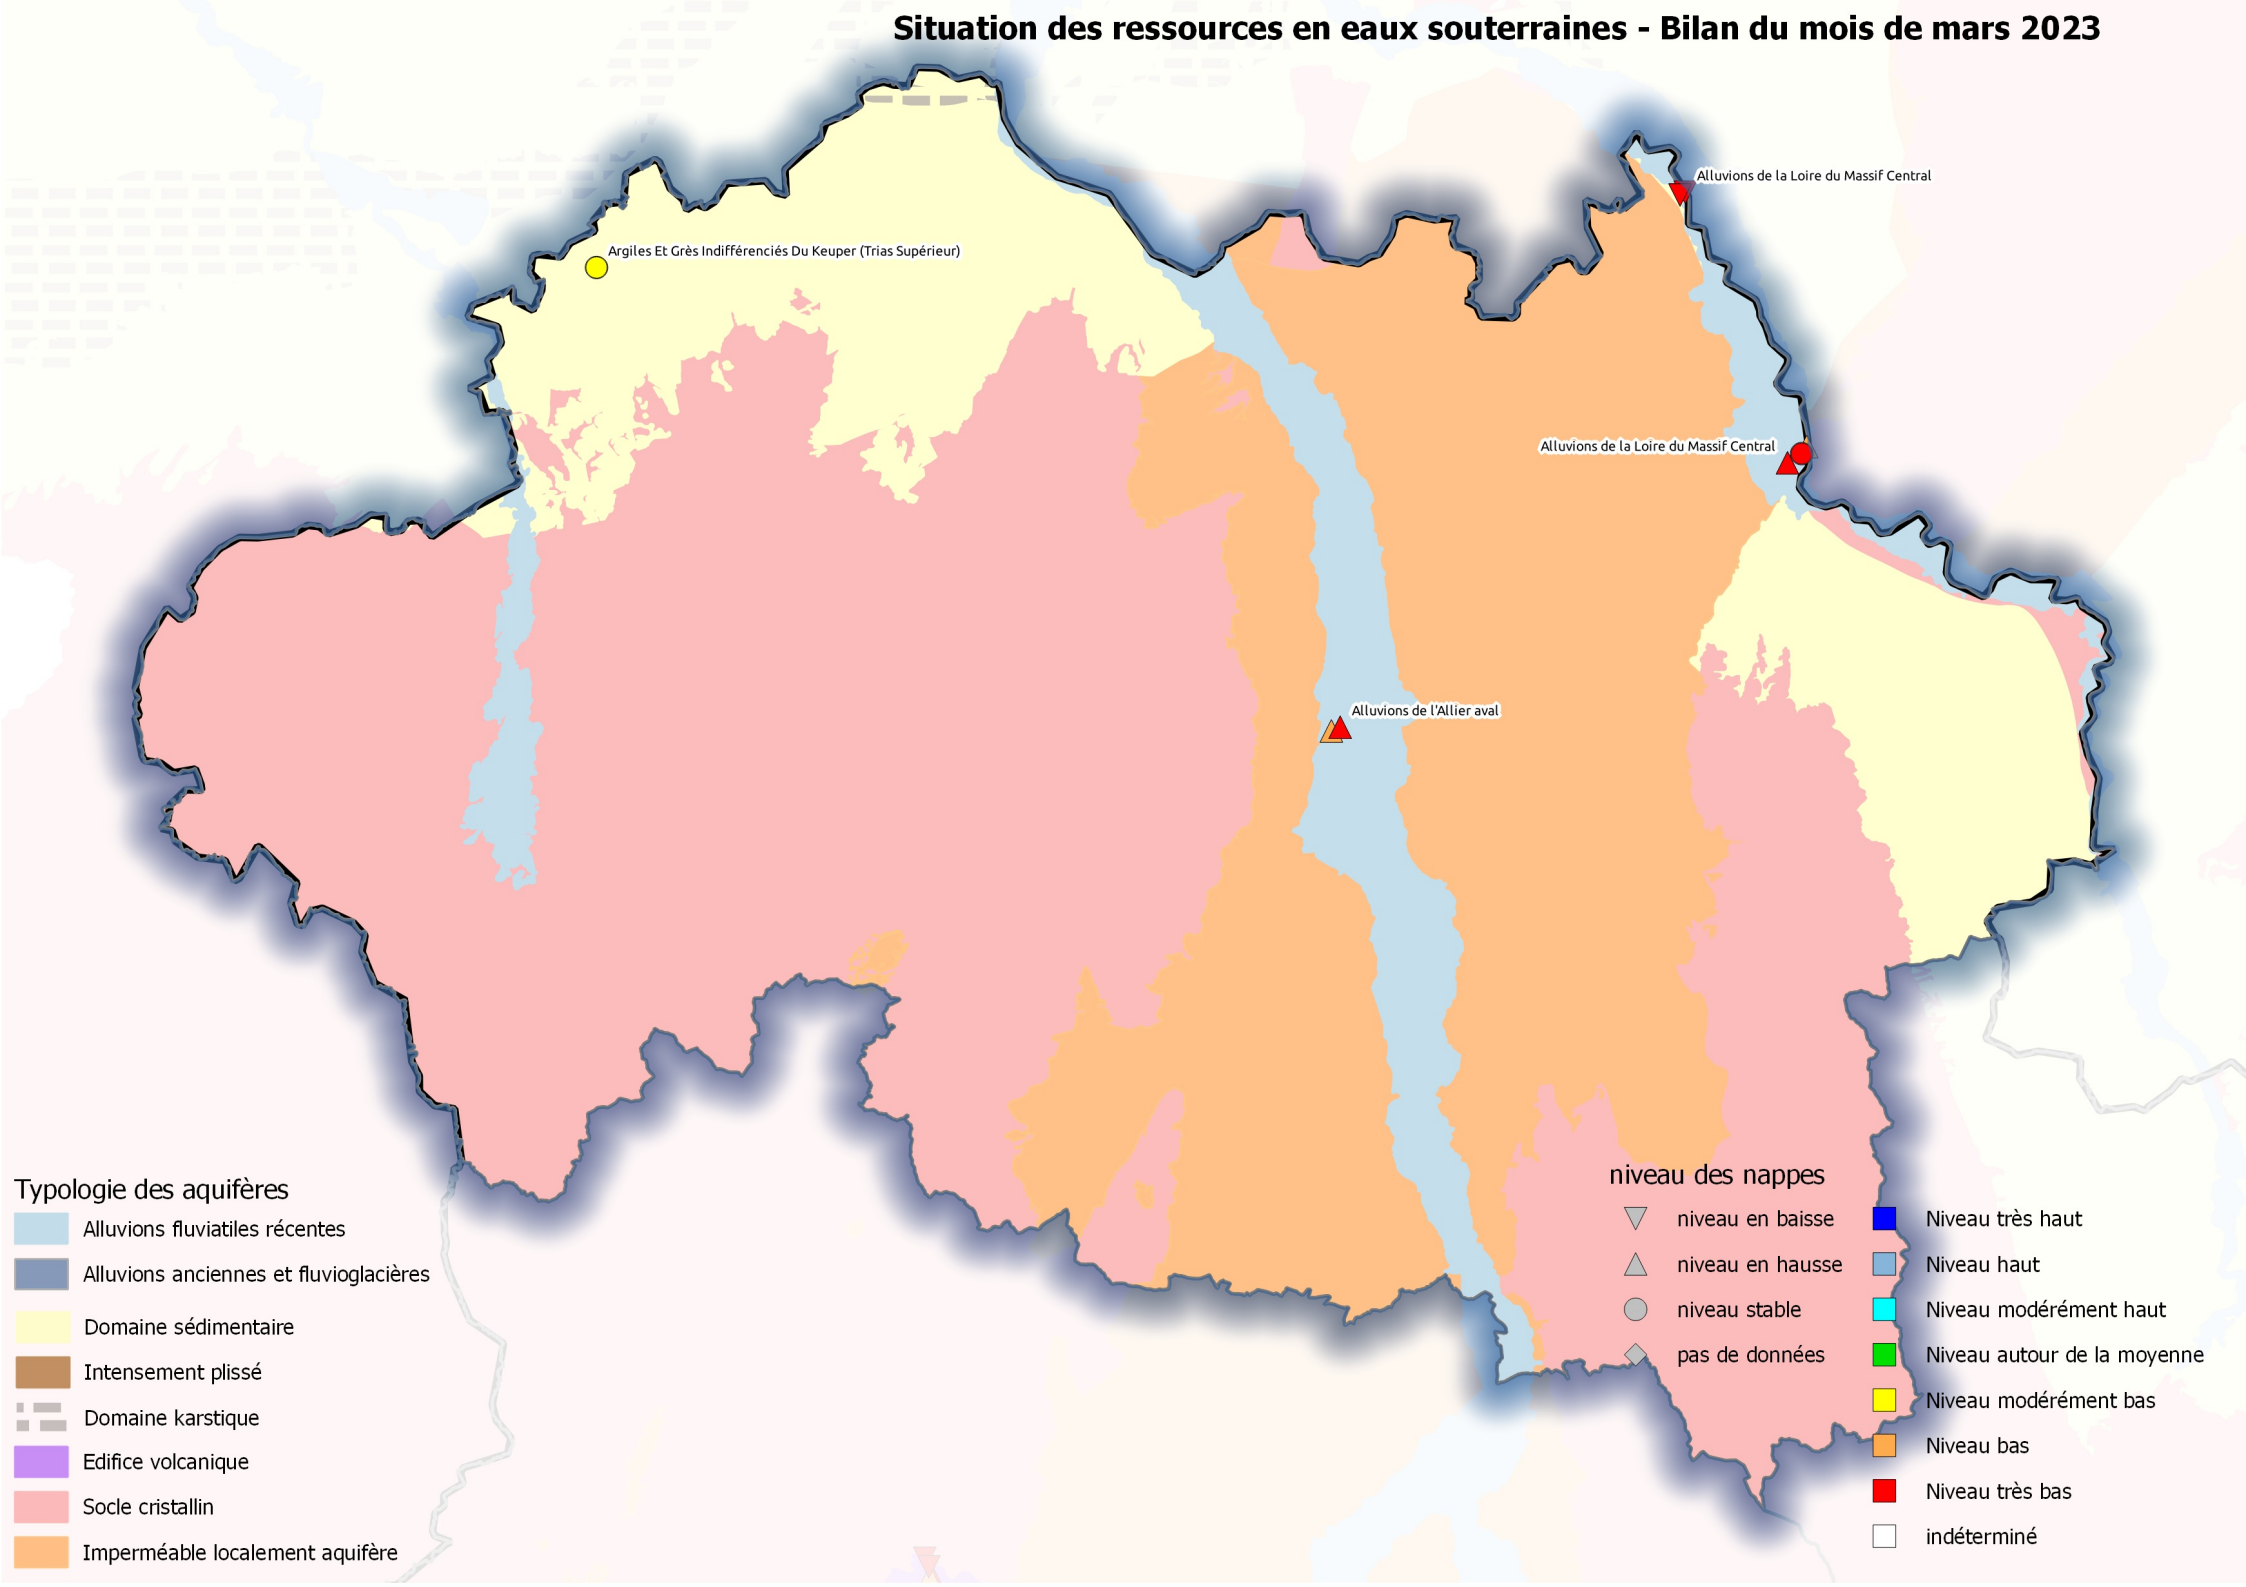 Situation des ressources en eaux souterraines - Bilan du mois de mars 2023
Alluvions de la Loire du Massif Central
Argiles Et Grès Indifférenciés Du Keuper (Trias Supérieur)
Alluvions de la Loire du Massif Central
Alluvions de l'Allier aval
Typologie des aquifères
Alluvions fluviatiles récentes
Alluvions anciennes et fluvioglacières
Domaine sédimentaire
Intensement plissé
Domaine karstique
Edifice volcanique
Socle cristallin
Imperméable localement aquifère
niveau des nappes
niveau en baisse
niveau en hausse
niveau stable
pas de données
Niveau très haut
Niveau haut
Niveau modérément haut
Niveau autour de la moyenne
Niveau modérément bas
Niveau bas
Niveau très bas
indéterminé